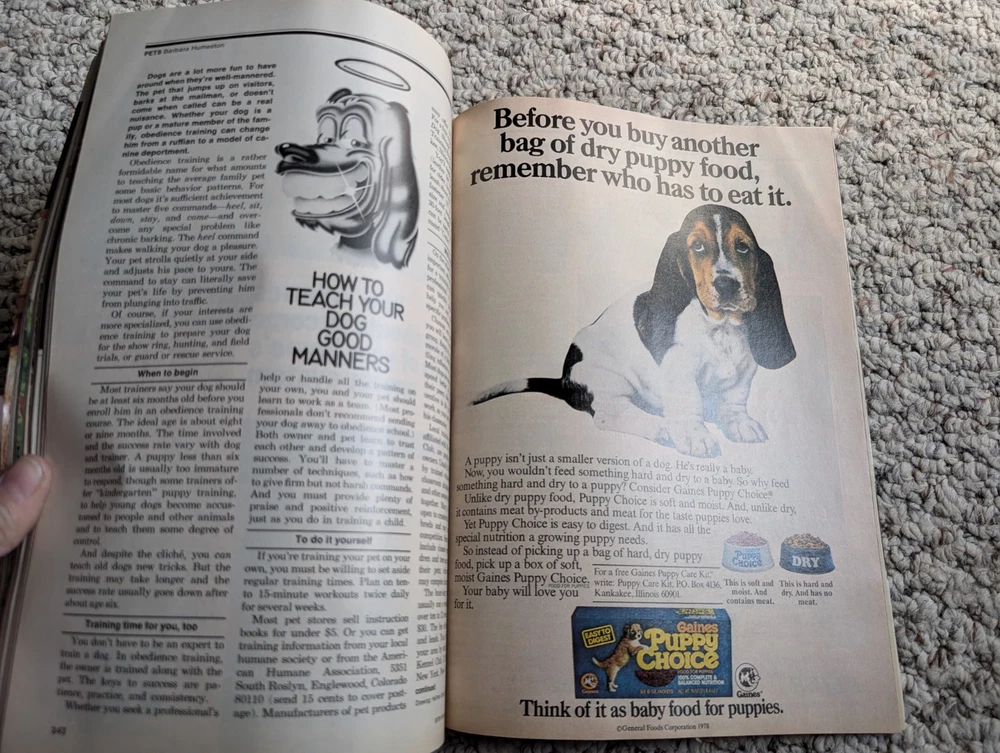 PETS Barbara Humeston
Dogs are a lot more fun to have
around when they're well-mannered.
The pet that jumps up on visitors,
barks at the mailman, or doesn't
come when called can be a real
nuisance. Whether your dog is a
pup or a mature member of the fam-
ily, obedience training can change
him from a ruffian to a model of ca-
nine deportment.
Obedience training is a rather
formidable name for what amounts
to teaching the average family pet
some basic behavior patterns. For
most dogs it's sufficient achievement
to master five commands—heel, sit,
down, stay, and come—and over-
come any special problem like
chronic barking. The heel command
makes walking your dog a pleasure.
Your pet strolls quietly at your side
and adjusts his pace to yours. The
command to stay can literally save
your pet's life by preventing him
from plunging into traffic.
Of course, if your interests are
more specialized, you can use obedi-
ence training to prepare your dog
for the show ring, hunting, and field
trials, or guard or rescue service.
When to begin
Most trainers say your dog should
be at least six months old before you
enroll him in an obedience training
course. The ideal age is about eight
or nine months. The time involved
and the success rate vary with dog
and trainer. A puppy less than six
months old is usually too immature
to respond, though some trainers of-
fer "kindergarten" puppy training,
to help young dogs become accus-
tomed to people and other animals
and to teach them some degree of
control.
And despite the cliché, you can
teach old dogs new tricks. But the
training may take longer and the
success rate usually goes down after
about age six.
Training time for you, too
You don't have to be an expert to
train a dog. In obedience training,
the owner is trained along with the
pet. The keys to success are pa-
tience, practice, and consistency.
Whether you seek a professional's
242
HOW TO
TEACH YOUR
DOG
GOOD
MANNERS
help or handle all the training on
your own, you and your pet should
learn to work as a team. (Most pro-
fessionals don't recommend sending
your dog away to obedience school.)
Both owner and pet learn to trust
each other and develop a pattern of
success. You'll have to master a
number of techniques, such as how
to give firm but not harsh commands.
And you must provide plenty of
praise and positive reinforcement,
just as you do in training a child.
To do it yourself
If you're training your pet on your
own, you must be willing to set aside
regular training times. Plan on ten-
to 15-minute workouts twice daily
for several weeks.
Most pet stores sell instruction
books for under $5. Or you can get
training information from your local
humane society or from the Ameri-
can Humane Association, 5351
South Roslyn, Englewood, Colorado
80110 (send 15 cents to cover post-
age). Manufacturers of pet products
Before you buy another
bag of dry puppy food,
remember who has to eat it.
A puppy isn't just a smaller version of a dog. He's really a baby.
Now, you wouldn't feed something hard and dry to a baby. So why feed
something hard and dry to a puppy? Consider Gaines Puppy Choice®
Unlike dry puppy food, Puppy Choice is soft and moist. And, unlike dry,
it contains meat by-products and meat for the taste puppies love.
Yet Puppy Choice is easy to digest. And it has all the
special nutrition a growing puppy needs.
So instead of picking up a bag of hard, dry puppy
food, pick up a box of soft,
moist Gaines Puppy Choice.
Your baby will love you
for it.
For a free Gaines Puppy Care Kit,
write: Puppy Care Kit, P.O. Box 4136,
Kankakee, Illinois 60901.
PUPPY
CHOICE
FOOD FOR PUPPIES
This is soft and
moist. And
contains meat.
DRY
This is hard and
dry. And has no
meat.
EASY TO
DIGEST
Gaines
PUPPY
CHOICE
FOOD FOR PUPPIES
100% COMPLETE &
BALANCED NUTRITION
Gaines
Gaines
Think of it as baby food for puppies.
©General Foods Corporation 1978